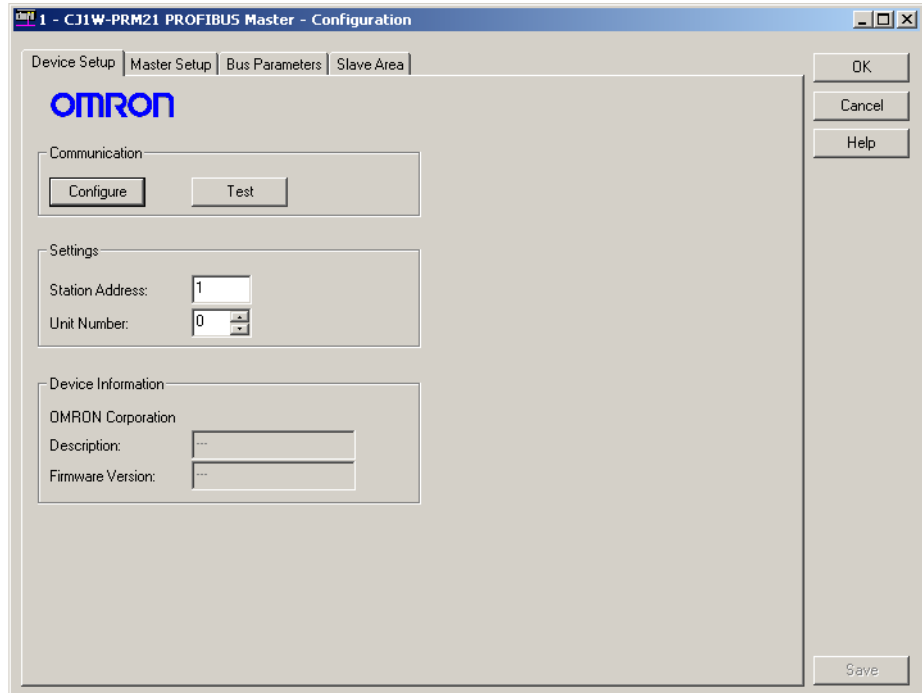 1 - CJ1W-PRM21 PROFIBUS Master - Configuration
Device Setup Master Setup Bus Parameters Slave Area
OK
Cancel
Help
OMRON
Communication
Configure Test
Settings
Station Address: 1
Unit Number: 0
Device Information
OMRON Corporation
Description: ---
Firmware Version: ---
Save